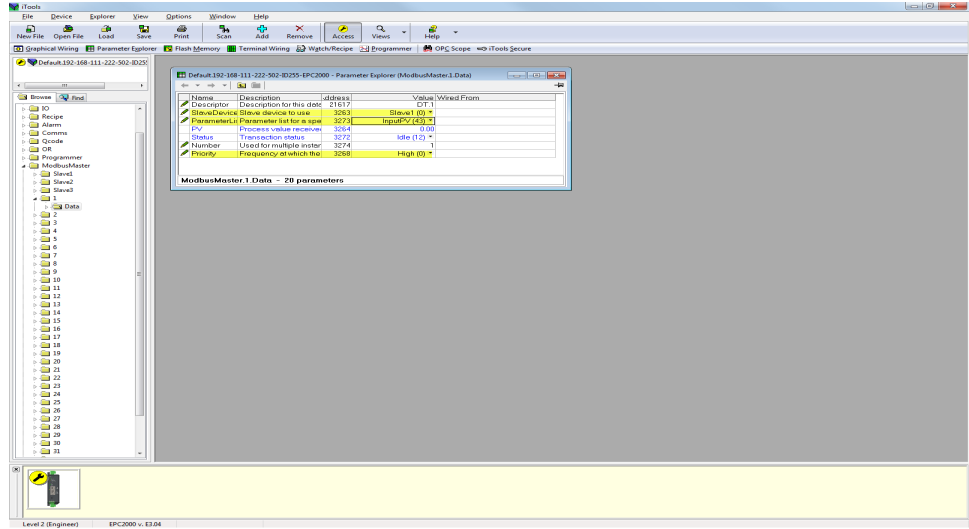 iTools
File Device Explorer View Options Window Help
New File Open File Load Save Print Scan Add Remove Access Views Help
Graphical Wiring Parameter Explorer Flash Memory Terminal Wiring Watch/Recipe Programmer OPC Scope iTools Secure
Default.192-168-111-222-502-ID255
Browse Find
IO
Recipe
Alarm
Comms
Qcode
OR
Programmer
ModbusMaster
Slave1
Slave2
Slave3
1
Data
2
3
4
5
6
7
8
9
10
11
12
13
14
15
16
17
18
19
20
21
22
23
24
25
26
27
28
29
30
31
Default.192-168-111-222-502-ID255-EPC2000 - Parameter Explorer (ModbusMaster.1.Data)
Name Description Address Value Wired From
Descriptor Description for this date 21617 DT.1
SlaveDevice Slave device to use 3263 Slave1 (0)
ParameterLi Parameter list for a spe 3273 InputPV (43)
PV Process value receive 3264 0.00
Status Transaction status 3272 Idle (12)
Number Used for multiple instar 3274 1
Priority Frequency at which the 3268 High (0)
ModbusMaster.1.Data - 20 parameters
Level 2 (Engineer) EPC2000 v. E3.04